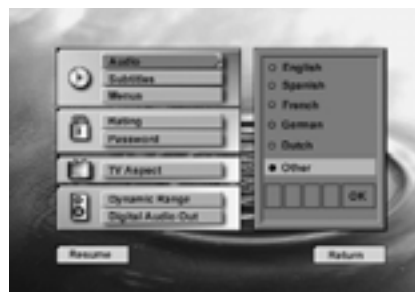 Audio
Subtitles
Menus
Rating
Password
TV Aspect
Dynamic Range
Digital Audio Out
English
Spanish
French
German
Dutch
Other
OK
Resume
Return